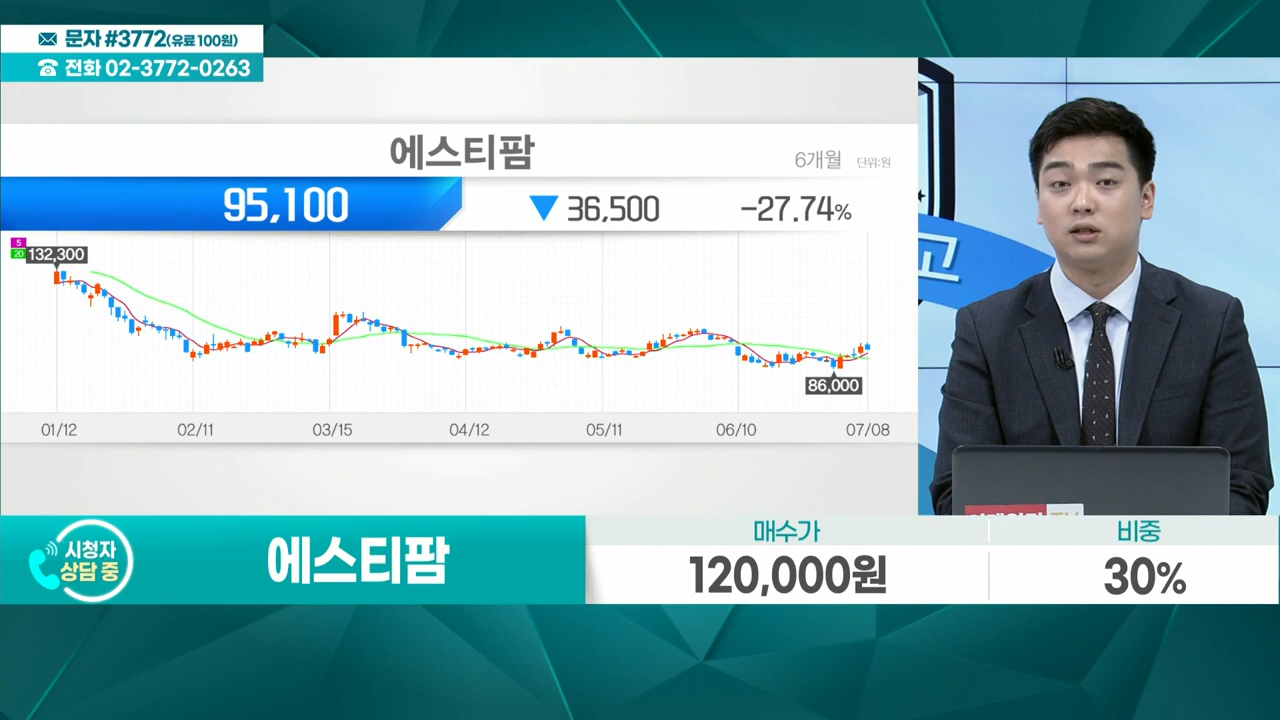 문자 #3772(유료 100원)
전화 02-3772-0263
에스티팜
6개월 단위:원
95,100 ▼ 36,500 -27.74%
5
20
132,300
86,000
01/12 02/11 03/15 04/12 05/11 06/10 07/08
고
시청자
상담 중
에스티팜
매수가 비중
120,000원 30%